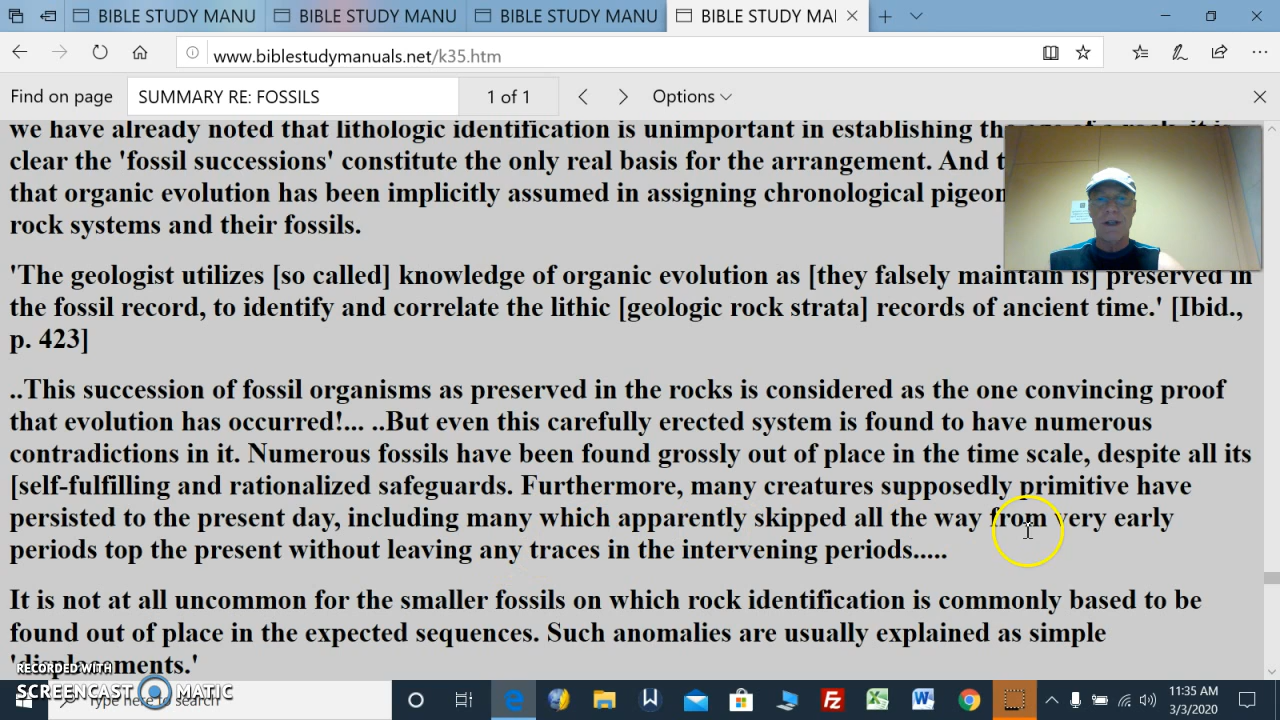 BIBLE STUDY MANU BIBLE STUDY MANU BIBLE STUDY MANU BIBLE STUDY MAI
www.biblestudymanuals.net/k35.htm
Find on page SUMMARY RE: FOSSILS 1 of 1 Options
we have already noted that lithologic identification is unimportant in establishing the age of a rock, it is
clear the 'fossil successions' constitute the only real basis for the arrangement. And
that organic evolution has been implicitly assumed in assigning chronological pigeon
rock systems and their fossils.
'The geologist utilizes [so called] knowledge of organic evolution as [they falsely maintain is] preserved in
the fossil record, to identify and correlate the lithic [geologic rock strata] records of ancient time.' [Ibid.,
p. 423]
..This succession of fossil organisms as preserved in the rocks is considered as the one convincing proof
that evolution has occurred!... ..But even this carefully erected system is found to have numerous
contradictions in it. Numerous fossils have been found grossly out of place in the time scale, despite all its
[self-fulfilling and rationalized safeguards. Furthermore, many creatures supposedly primitive have
persisted to the present day, including many which apparently skipped all the way from very early
periods top the present without leaving any traces in the intervening periods.....
It is not at all uncommon for the smaller fossils on which rock identification is commonly based to be
found out of place in the expected sequences. Such anomalies are usually explained as simple
'displacements.'
RECORDED WITH
SCREENCAST MATIC
Type here to search
11:35 AM
3/3/2020